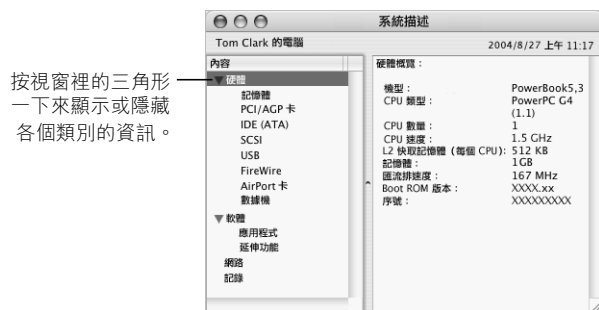 系統描述
Tom Clark 的電腦
2004/8/27 上午 11:17
按視窗裡的三角形
一下來顯示或隱藏
各個類別的資訊。
內容
硬體
記憶體
PCI/AGP 卡
IDE (ATA)
SCSI
USB
FireWire
AirPort 卡
數據機
軟體
應用程式
延伸功能
網路
記錄
硬體概覽：
機型： PowerBook5,3
CPU 類型： PowerPC G4
(1.1)
CPU 數量： 1
CPU 速度： 1.5 GHz
L2 快取記憶體 (每個 CPU)： 512 KB
記憶體： 1GB
匯流排速度： 167 MHz
Boot ROM 版本： XXXX.xx
序號： XXXXXXXXX